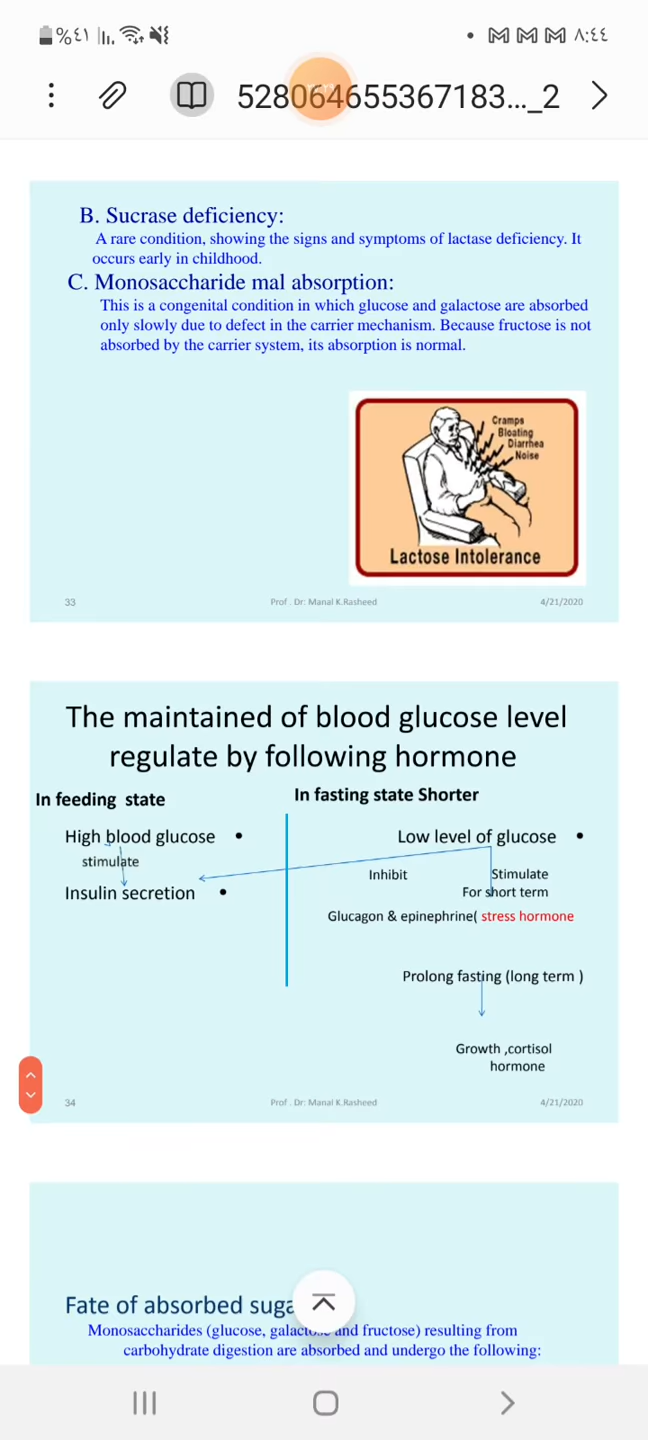 %٤١
٨:٤٤
528064655367183..._2
B. Sucrase deficiency:
A rare condition, showing the signs and symptoms of lactase deficiency. It
occurs early in childhood.
C. Monosaccharide mal absorption:
This is a congenital condition in which glucose and galactose are absorbed
only slowly due to defect in the carrier mechanism. Because fructose is not
absorbed by the carrier system, its absorption is normal.
Cramps
Bloating
Diarrhea
Noise
Lactose Intolerance
33
Prof . Dr: Manal K.Rasheed
4/21/2020
The maintained of blood glucose level
regulate by following hormone
In feeding state
High blood glucose •
stimulate
Insulin secretion •
In fasting state Shorter
Low level of glucose •
Inhibit
Stimulate
For short term
Glucagon & epinephrine( stress hormone
Prolong fasting (long term )
Growth ,cortisol
hormone
34
Prof . Dr: Manal K.Rasheed
4/21/2020
Fate of absorbed
Monosaccharides (glucose, and fructose) resulting from
carbohydrate digestion are absorbed and undergo the following: